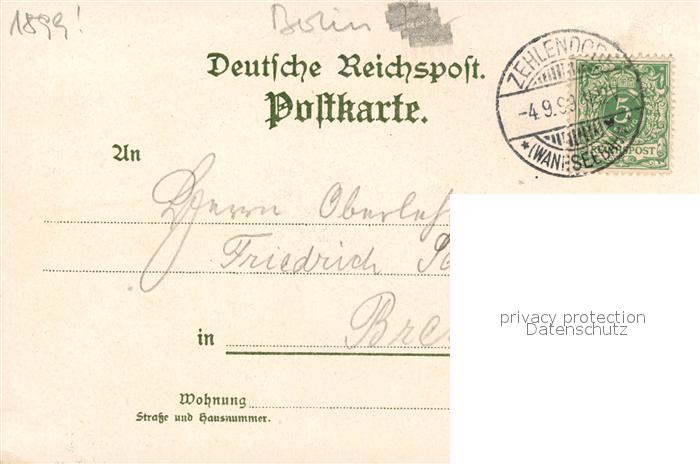 1899!
Berlin
Deutsche Reichspost.
Postkarte.
ZEHLENDORF
-4.9.99
*(WANNSEEBAHN)
5
REICHSPOST
An
Herrn Oberleh
Friedrich
in Bre
Wohnung
Straße und Hausnummer.
privacy protection
Datenschutz